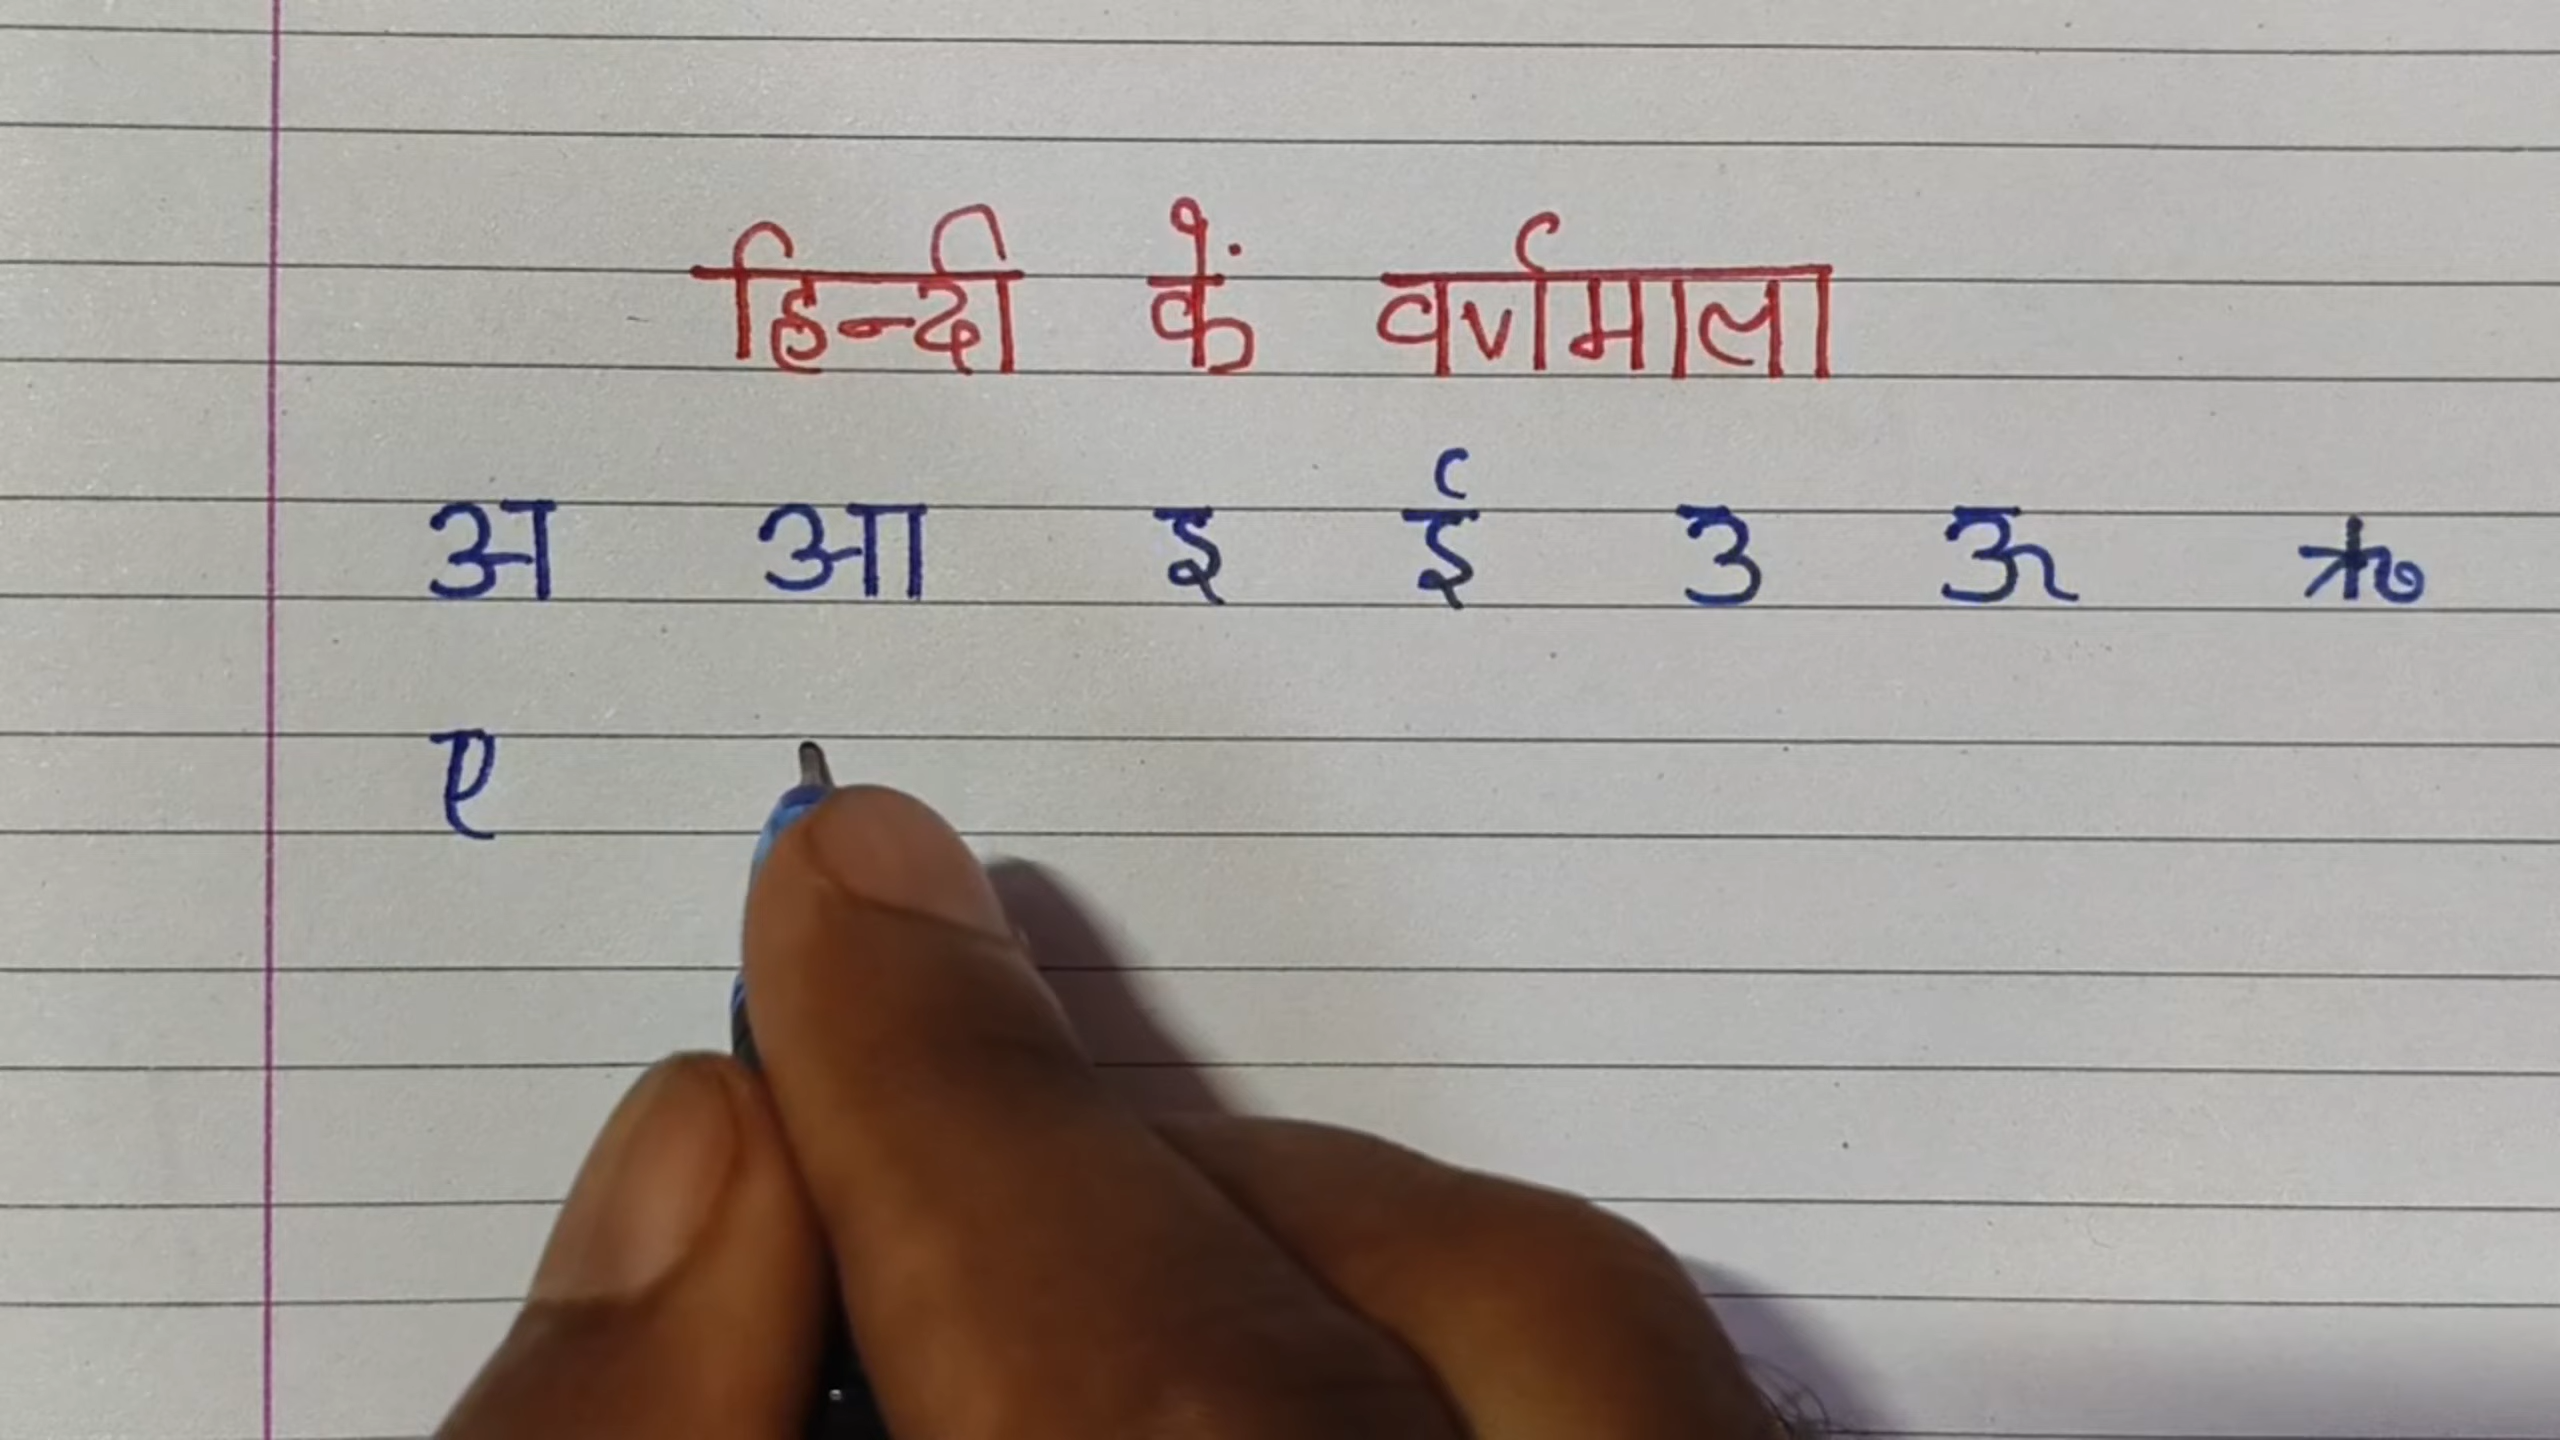 हिन्दी कें वर्णमाला
अ आ इ ई उ ऊ ऋ
ए